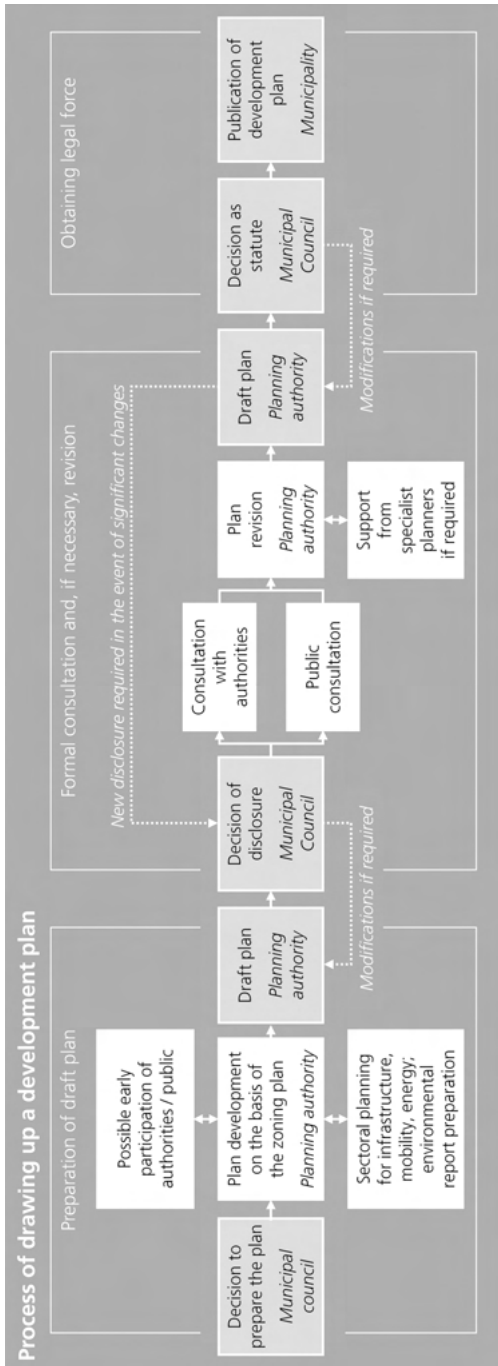 Process of drawing up a development plan
Preparation of draft plan
Decision to
prepare the plan
Municipal
council
Possible early
participation of
authorities / public
Plan development
on the basis of
the zoning plan
Planning authority
Sectoral planning
for infrastructure,
mobility, energy;
environmental
report preparation
Draft plan
Planning
authority
Modifications if required
Formal consultation and, if necessary, revision
New disclosure required in the event of significant changes
Decision of
disclosure
Municipal
Council
Consultation
with
authorities
Public
consultation
Plan
revision
Planning
authority
Support
from
specialist
planners
if required
Draft plan
Planning
authority
Modifications if required
Obtaining legal force
Decision as
statute
Municipal
Council
Publication of
development
plan
Municipality